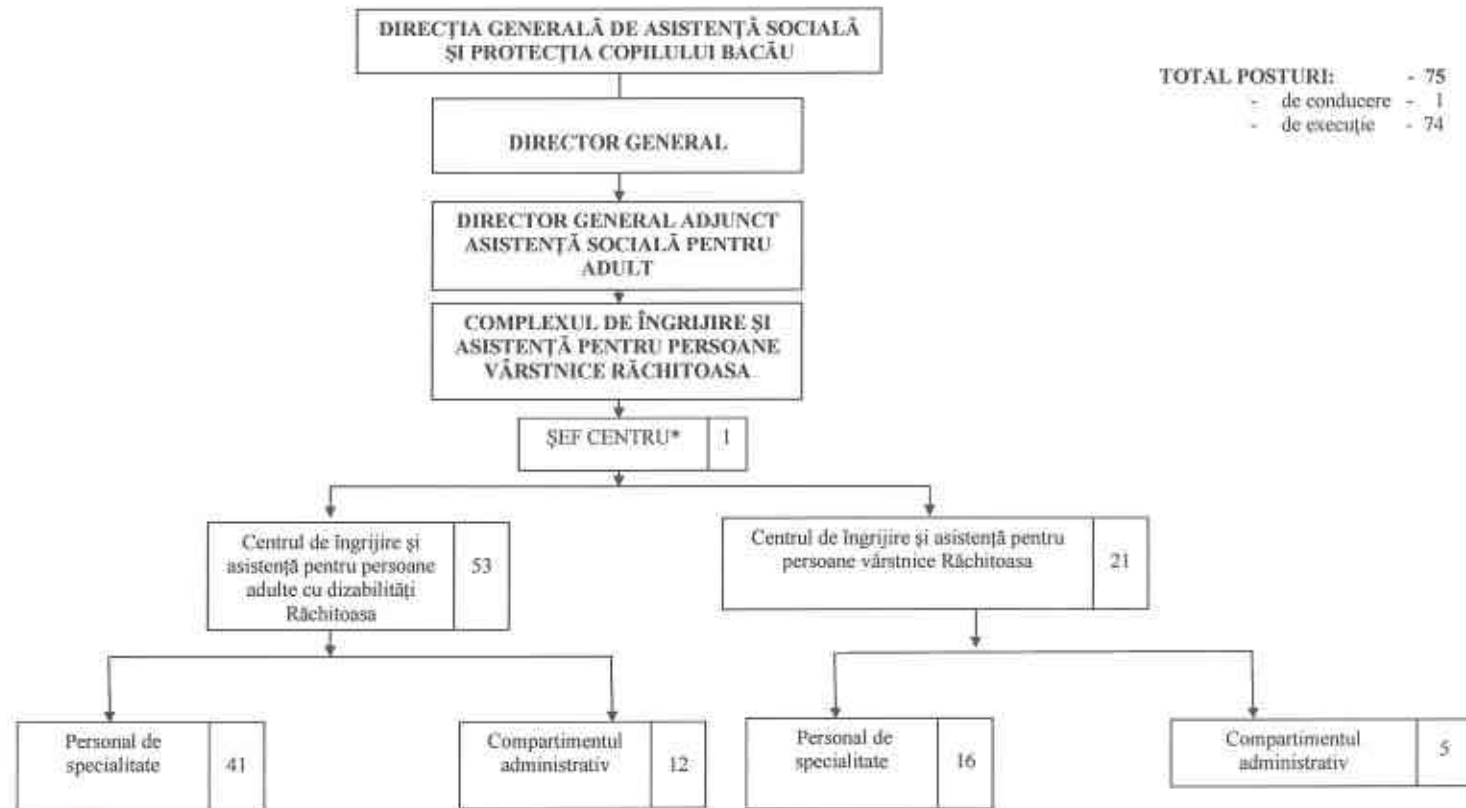 DIRECȚIA GENERALĂ DE ASISTENȚĂ SOCIALĂ
ȘI PROTECȚIA COPILULUI BACĂU
TOTAL POSTURI: - 75
- de conducere - 1
- de execuție - 74
DIRECTOR GENERAL
DIRECTOR GENERAL ADJUNCT
ASISTENȚĂ SOCIALĂ PENTRU
ADULT
COMPLEXUL DE ÎNGRIJIRE ȘI
ASISTENȚĂ PENTRU PERSOANE
VÂRSTNICE RĂCHITOASA
ȘEF CENTRU* 1
Centrul de îngrijire și
asistență pentru persoane
adulte cu dizabilități
Răchitoasa
53
Centrul de îngrijire și asistență pentru
persoane vârstnice Răchitoasa
21
Personal de
specialitate
41
Compartimentul
administrativ
12
Personal de
specialitate
16
Compartimentul
administrativ
5